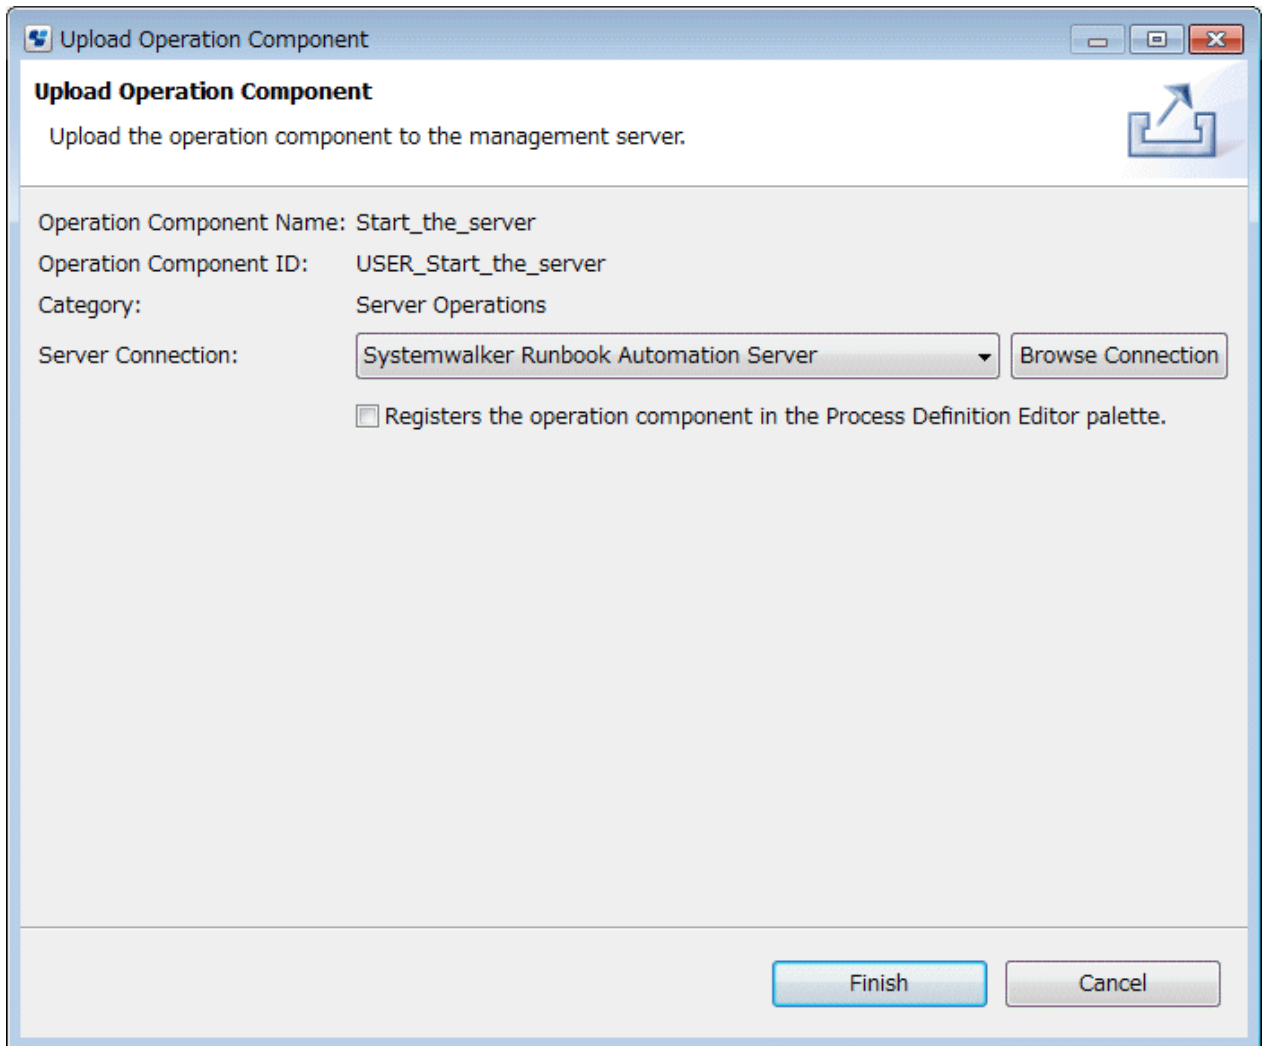 Upload Operation Component
Upload Operation Component
Upload the operation component to the management server.
Operation Component Name: Start_the_server
Operation Component ID: USER_Start_the_server
Category: Server Operations
Server Connection: Systemwalker Runbook Automation Server Browse Connection
Registers the operation component in the Process Definition Editor palette.
Finish Cancel